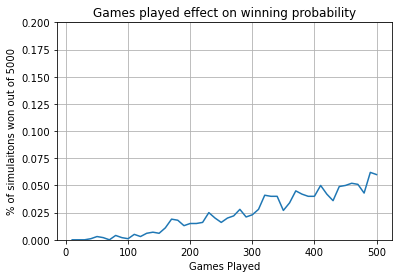 Games played effect on winning probability
% of simulaitons won out of 5000
0.200
0.175
0.150
0.125
0.100
0.075
0.050
0.025
0.000
0 100 200 300 400 500
Games Played